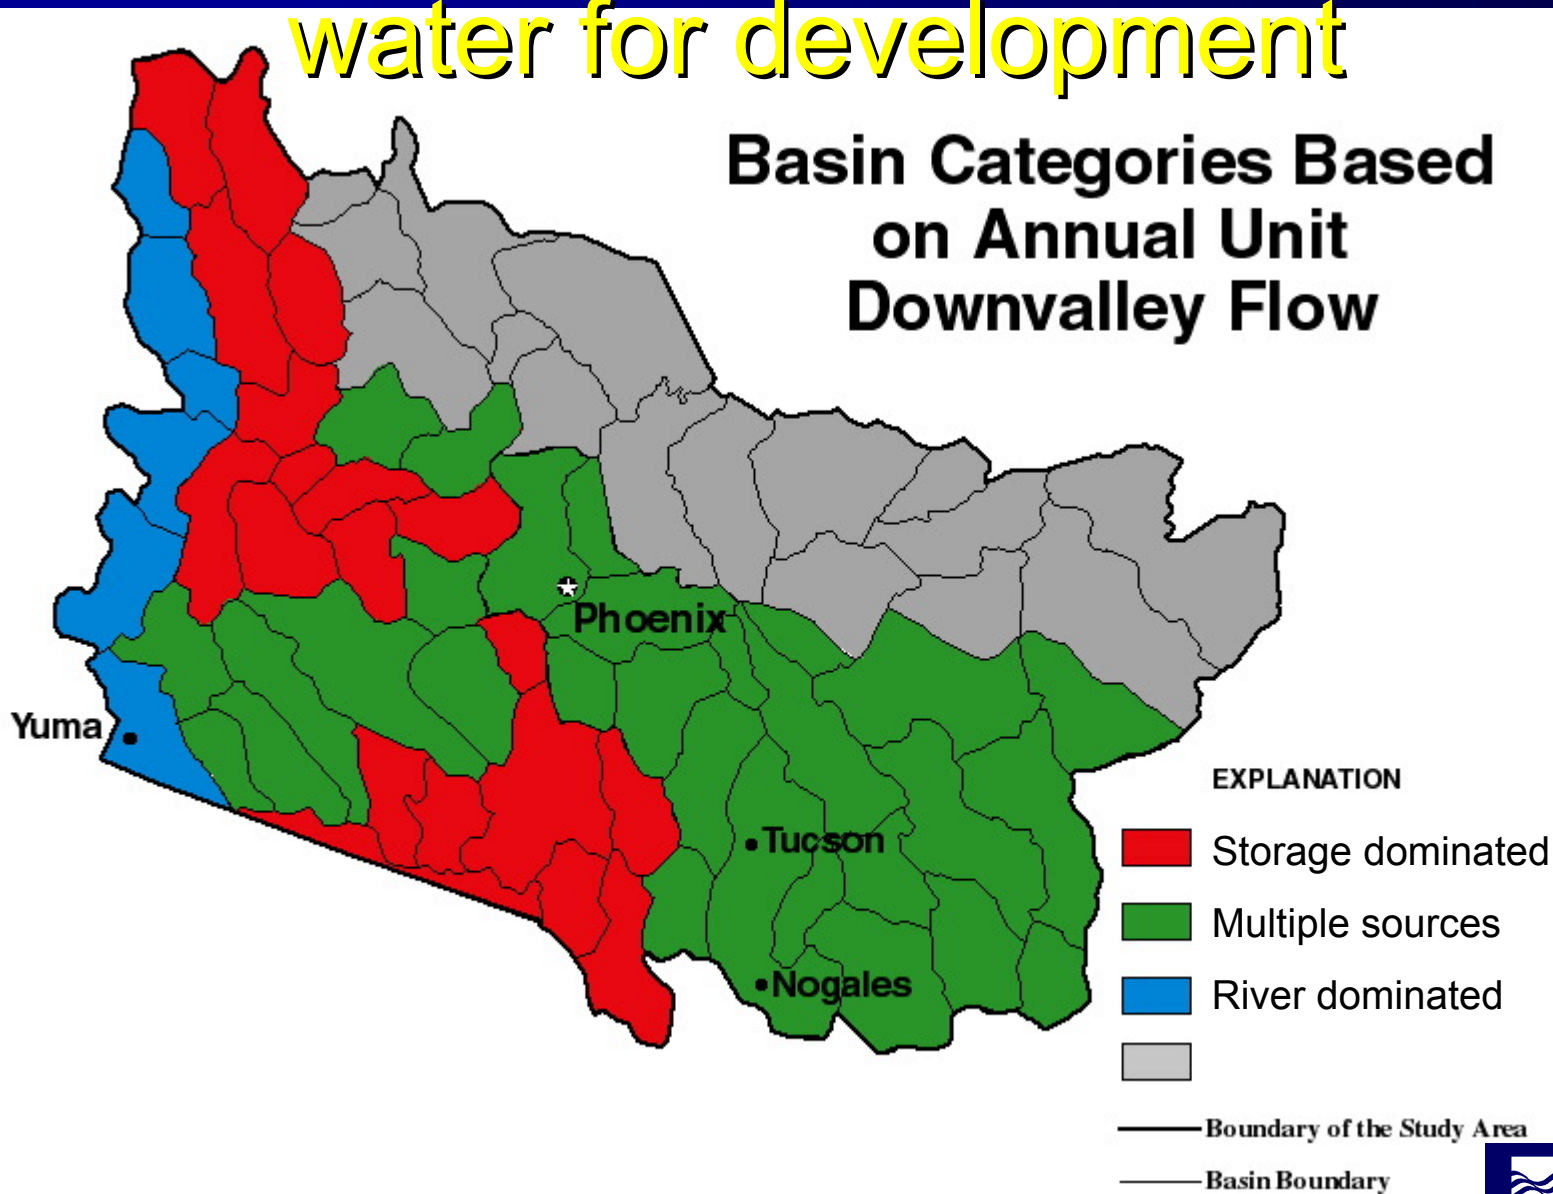 water for development
Basin Categories Based
on Annual Unit
Downvalley Flow
Phoenix
Yuma
Tucson
Nogales
EXPLANATION
Storage dominated
Multiple sources
River dominated
Boundary of the Study Area
Basin Boundary